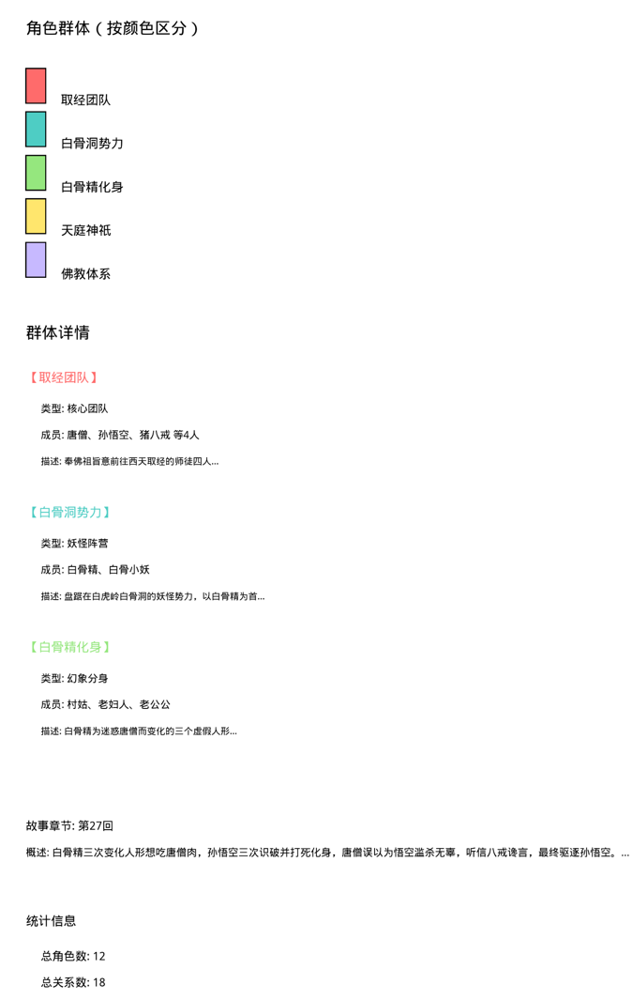 角色群体（按颜色区分）
取经团队
白骨洞势力
白骨精化身
天庭神祇
佛教体系
群体详情
【取经团队】
类型: 核心团队
成员: 唐僧、孙悟空、猪八戒 等4人
描述: 奉佛祖旨意前往西天取经的师徒四人...
【白骨洞势力】
类型: 妖怪阵营
成员: 白骨精、白骨小妖
描述: 盘踞在白虎岭白骨洞的妖怪势力，以白骨精为首...
【白骨精化身】
类型: 幻象分身
成员: 村姑、老妇人、老公公
描述: 白骨精为迷惑唐僧而变化的三个虚假人形...
故事章节: 第27回
概述: 白骨精三次变化人形想吃唐僧肉，孙悟空三次识破并打死化身，唐僧误以为悟空滥杀无辜，听信八戒谗言，最终驱逐孙悟空。...
统计信息
总角色数: 12
总关系数: 18